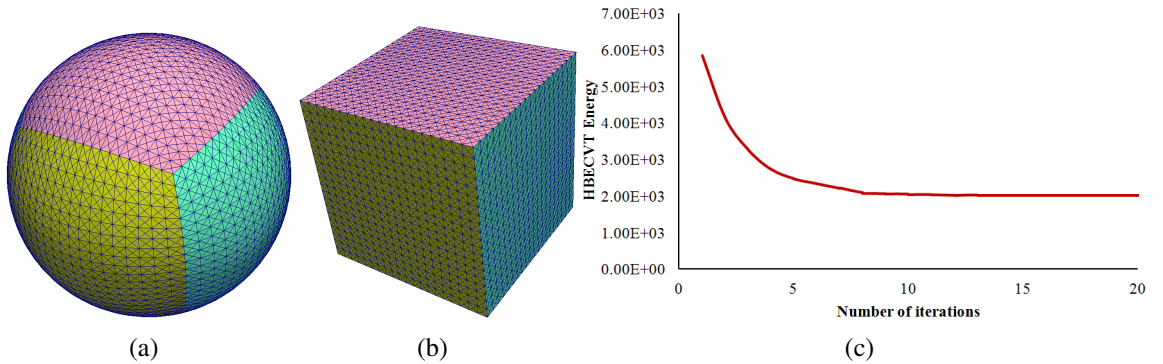 7.00E+03
6.00E+03
5.00E+03
4.00E+03
3.00E+03
2.00E+03
1.00E+03
0.00E+00
HBECVT Energy
0 5 10 15 20
Number of iterations
(a) (b) (c)